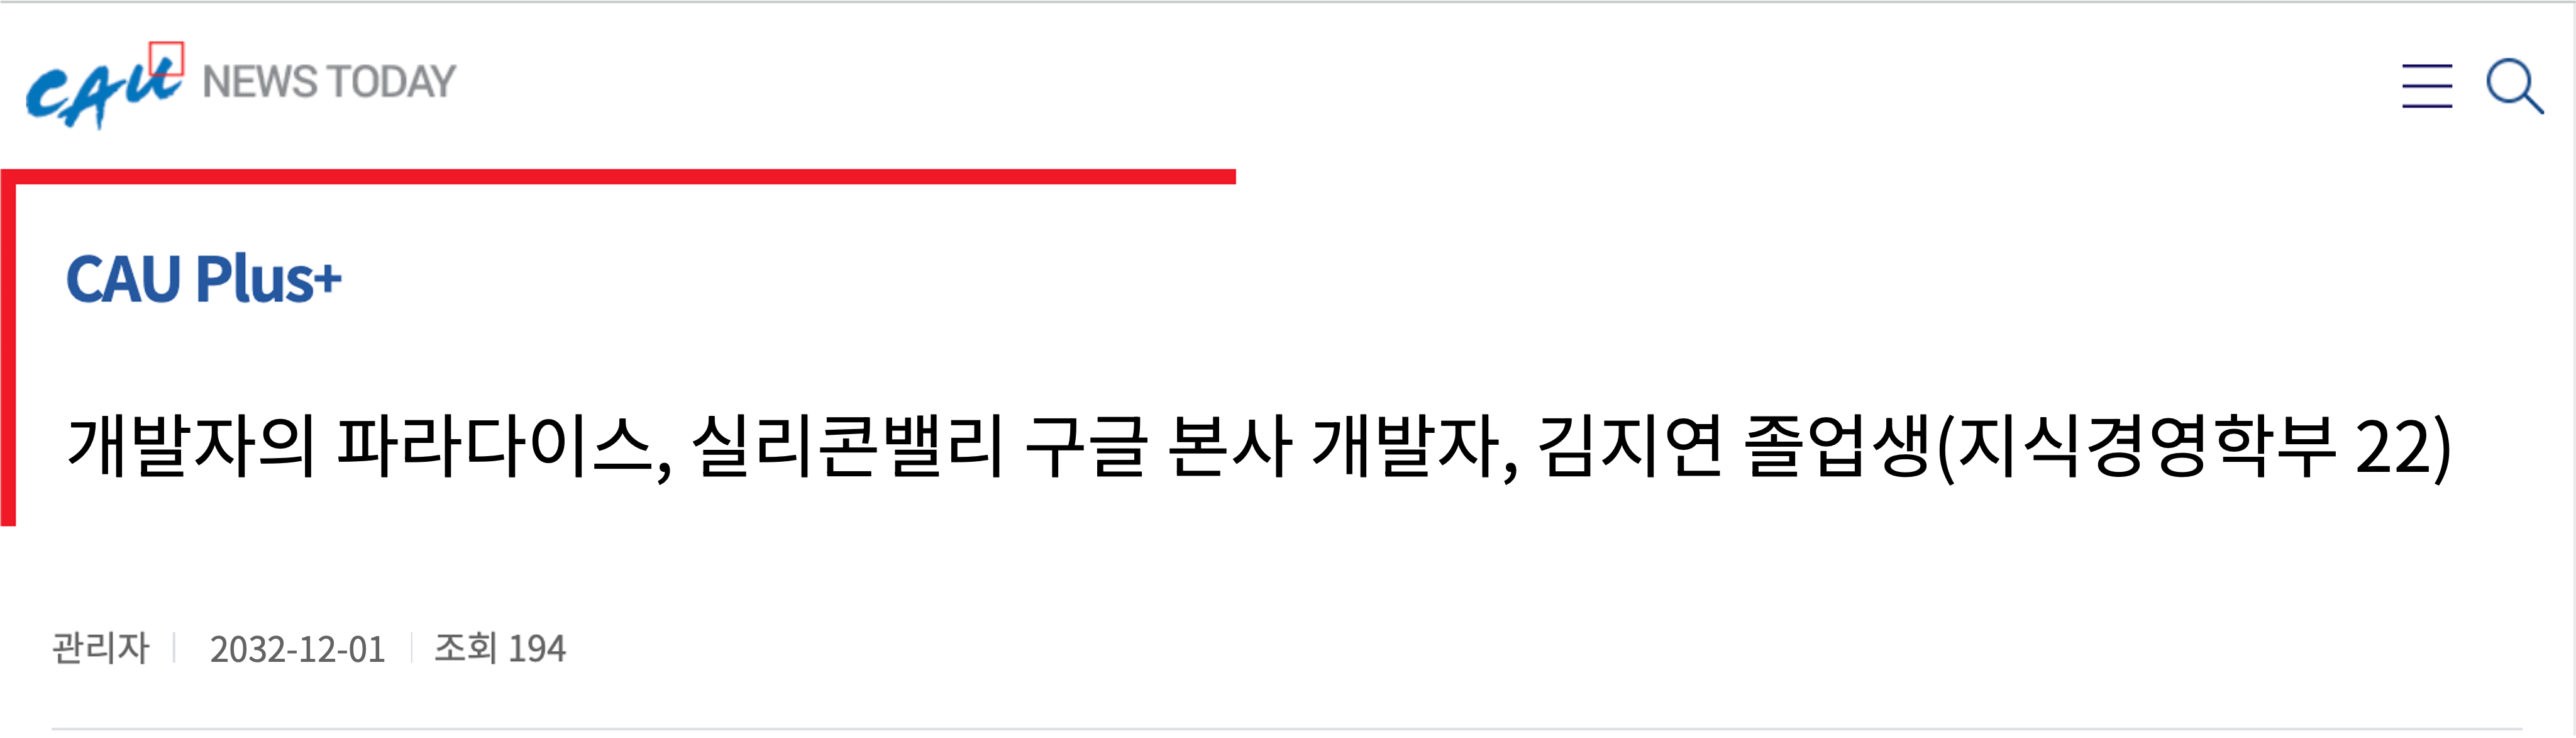 CAU NEWS TODAY
CAU Plus+
개발자의 파라다이스, 실리콘밸리 구글 본사 개발자, 김지연 졸업생(지식경영학부 22)
관리자 2032-12-01 조회 194